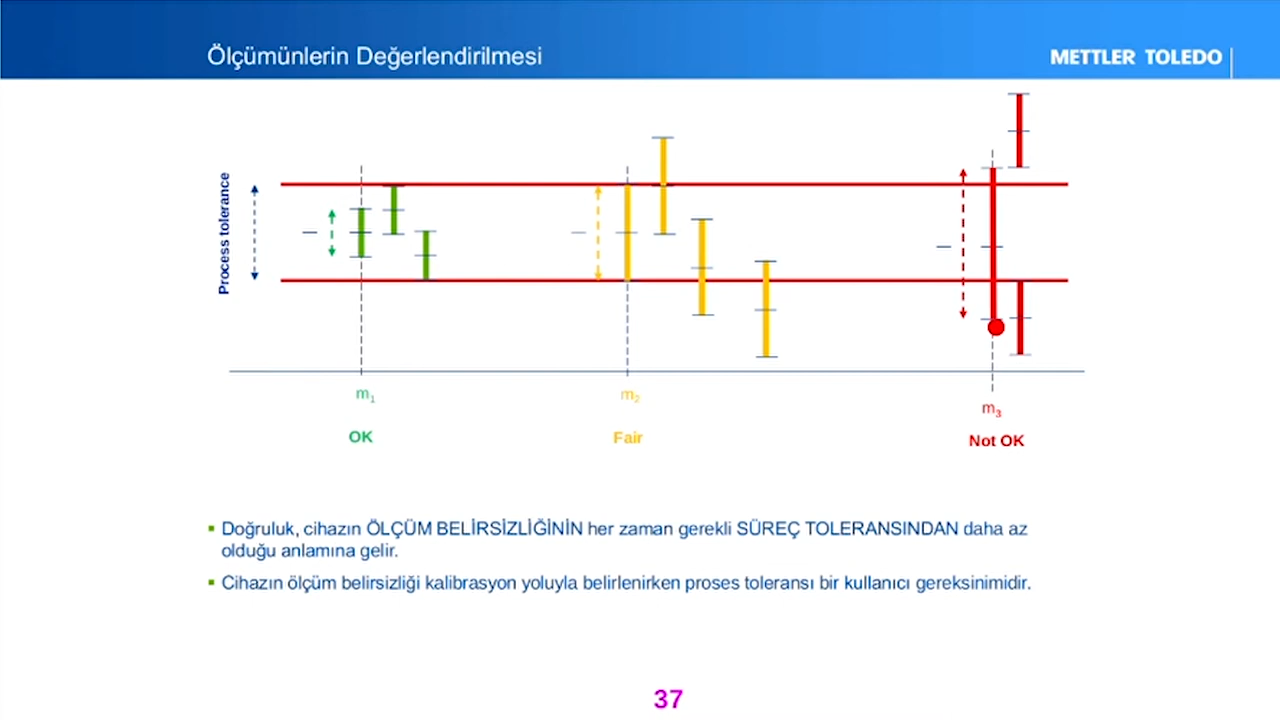 Ölçümünlerin Değerlendirilmesi
METTLER TOLEDO
Process tolerance
m1
m2
m3
OK
Fair
Not OK
Doğruluk, cihazın ÖLÇÜM BELİRSİZLİĞİNİN her zaman gerekli SÜREÇ TOLERANSINDAN daha az
olduğu anlamına gelir.
Cihazın ölçüm belirsizliği kalibrasyon yoluyla belirlenirken proses toleransı bir kullanıcı gereksinimidir.
37